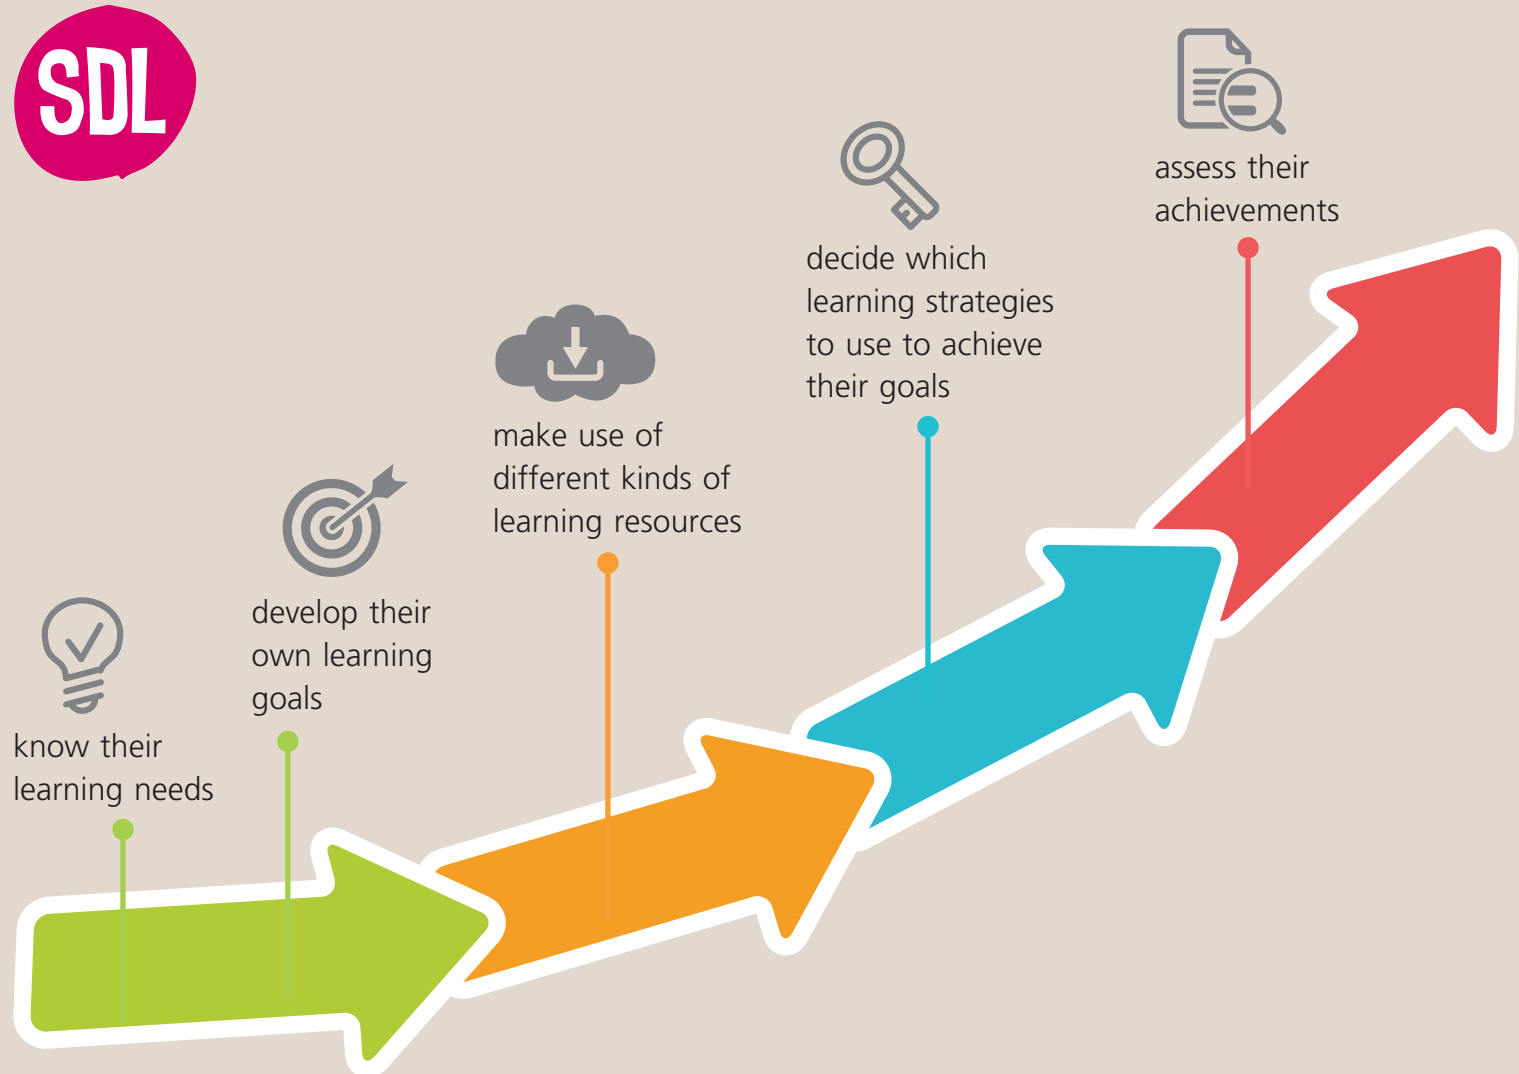 SDL
know their
learning needs
develop their
own learning
goals
make use of
different kinds of
learning resources
decide which
learning strategies
to use to achieve
their goals
assess their
achievements